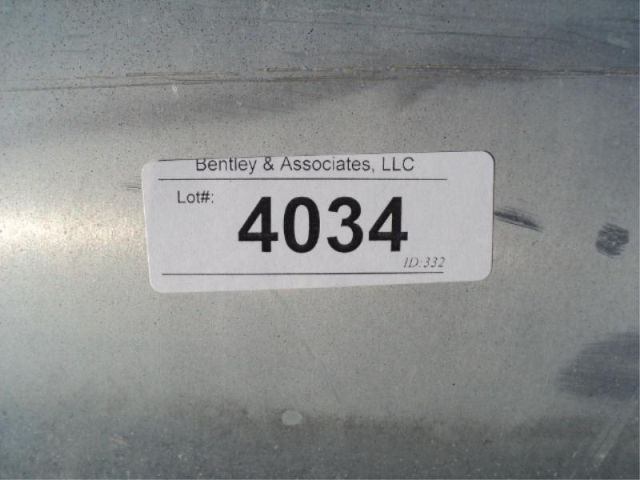 Bentley & Associates, LLC
Lot#:
4034
ID:332